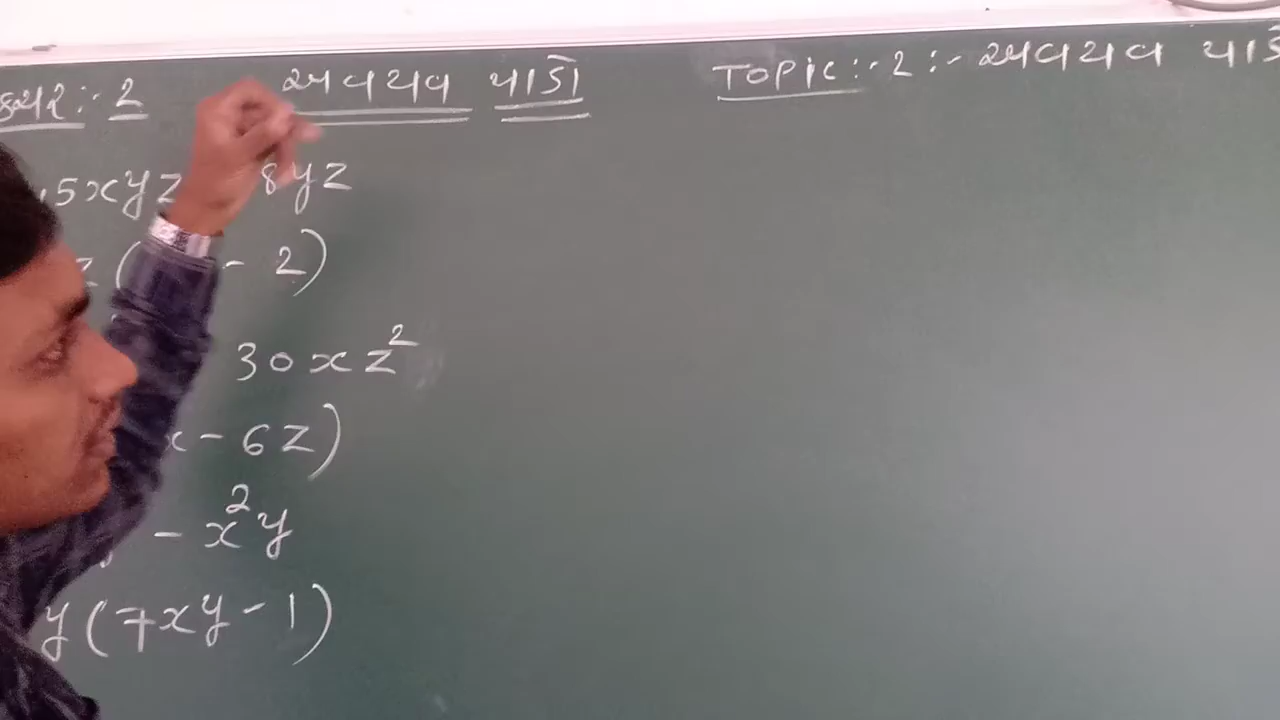 :- 2 અવયવ પાડો
5xyz 8yz
z ( - 2)
30xz²
x - 6z)
- x²y
y(7xy - 1)
TOPIC :- 2 :- અવયવ પાડ